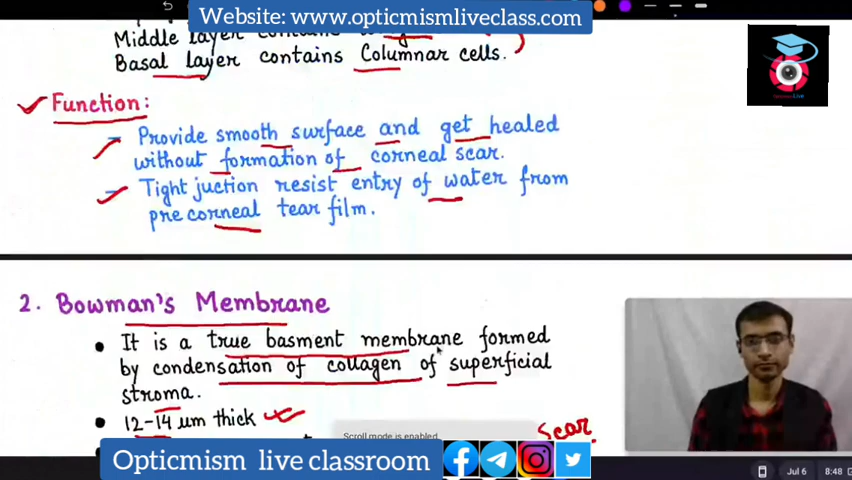 Website: www.opticmismliveclass.com
Middle layer
Basal layer contains Columnar cells.
Function:
- Provide smooth surface and get healed
without formation of corneal scar.
- Tight juction resist entry of water from
pre corneal tear film.
2. Bowman's Membrane
• It is a true basment membrane formed
by condensation of collagen of superficial
stroma.
• 12-14 um thick
Scar.
Scroll mode is enabled
Opticmism live classroom
Jul 6
8:48